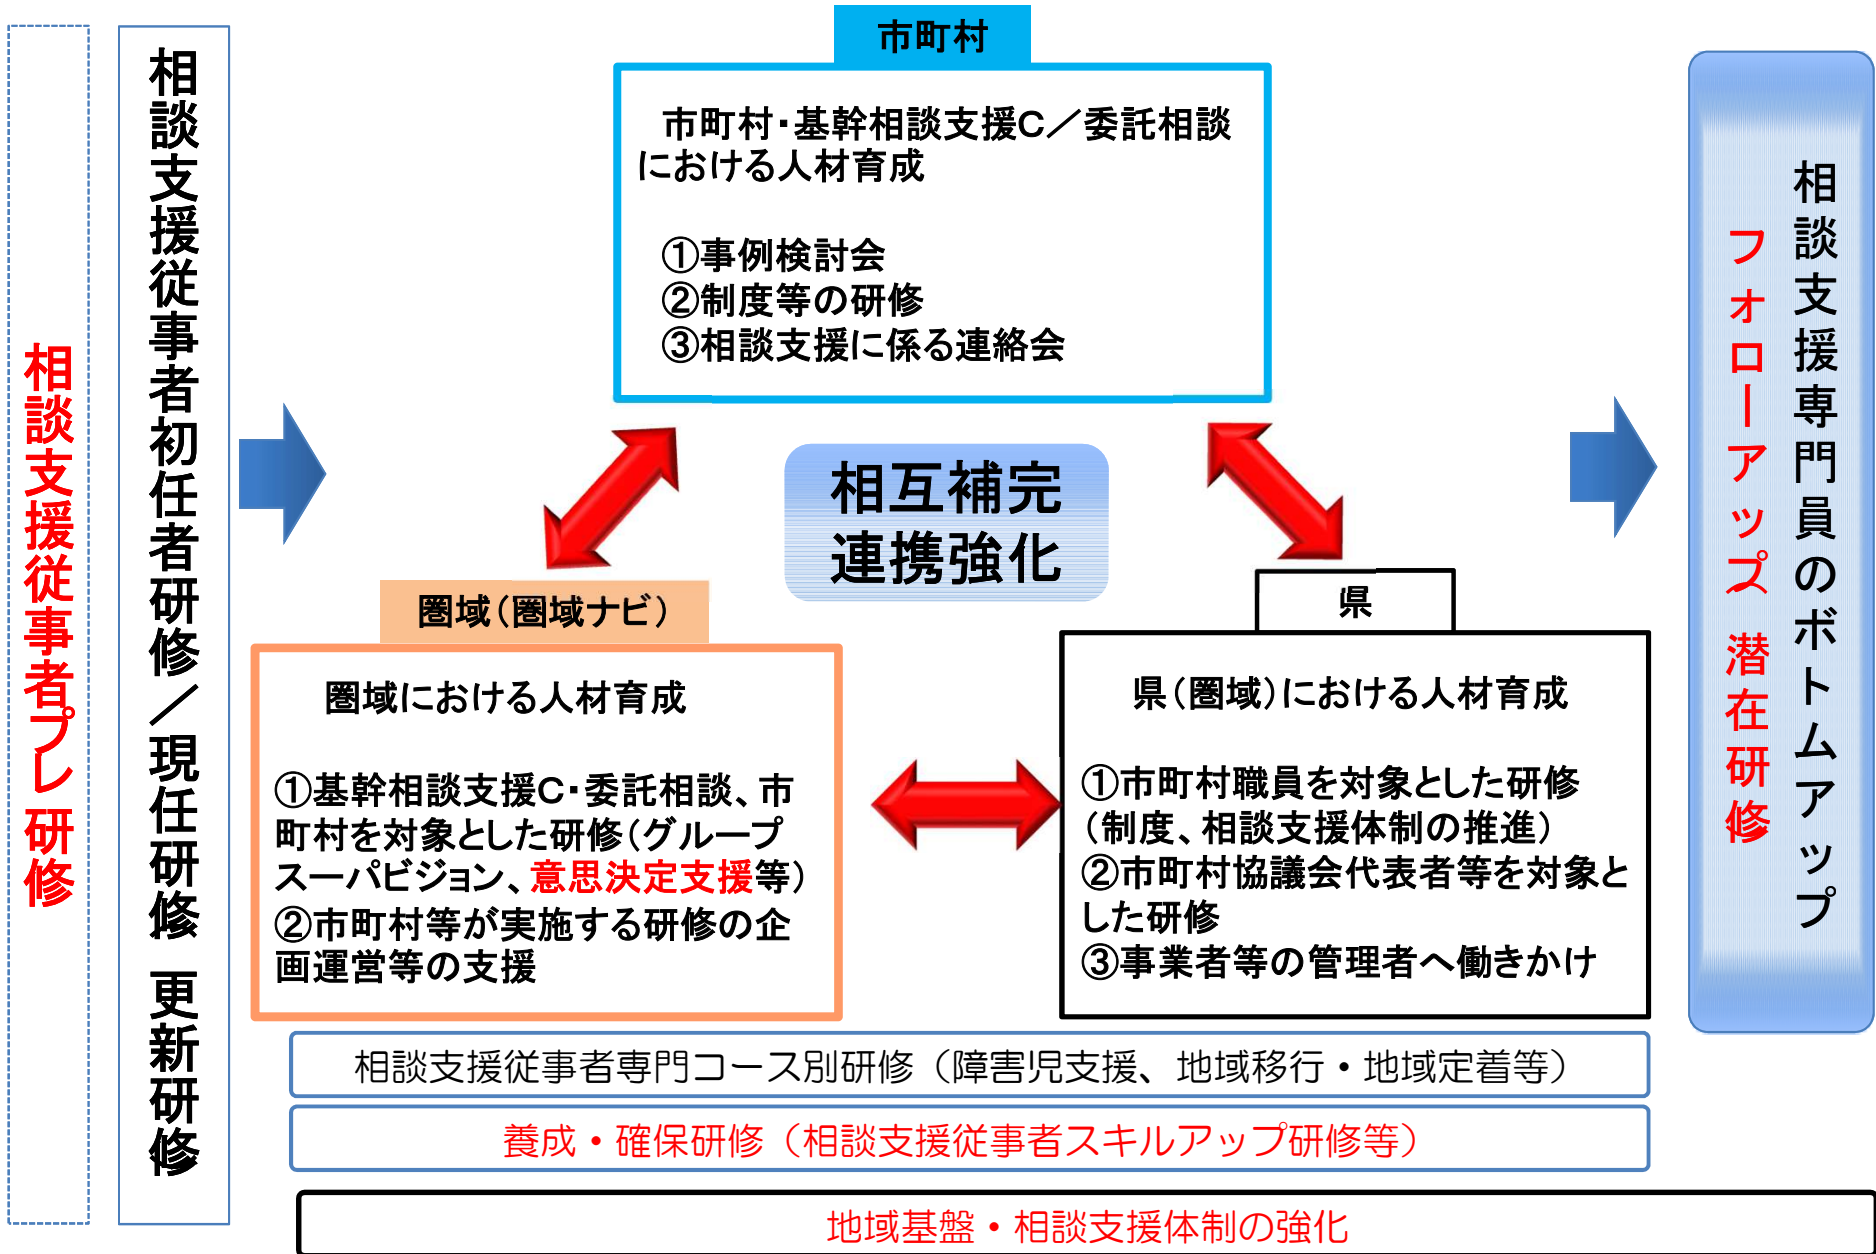 相談支援従事者プレ研修
相談支援従事者初任者研修／現任研修 更新研修
市町村
市町村・基幹相談支援C／委託相談
における人材育成
①事例検討会
②制度等の研修
③相談支援に係る連絡会
相互補完
連携強化
圏域（圏域ナビ）
圏域における人材育成
①基幹相談支援C・委託相談、市
町村を対象とした研修（グループ
スーパビジョン、意思決定支援等）
②市町村等が実施する研修の企
画運営等の支援
県
県（圏域）における人材育成
①市町村職員を対象とした研修
（制度、相談支援体制の推進）
②市町村協議会代表者等を対象と
した研修
③事業者等の管理者へ働きかけ
相談支援専門員のボトムアップ
フォローアップ 潜在研修
相談支援従事者専門コース別研修（障害児支援、地域移行・地域定着等）
養成・確保研修（相談支援従事者スキルアップ研修等）
地域基盤・相談支援体制の強化